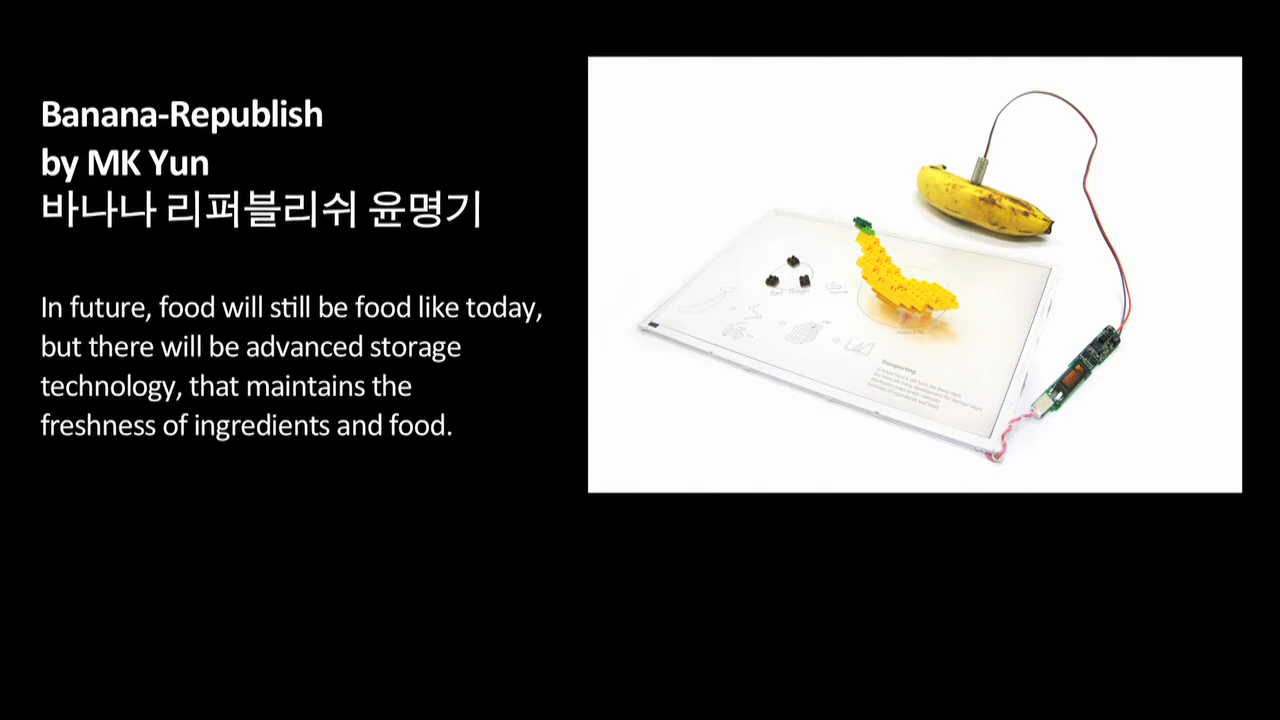 Banana-Republish
by MK Yun
바나나 리퍼블리쉬 윤명기
In future, food will still be food like today,
but there will be advanced storage
technology, that maintains the
freshness of ingredients and food.
Transporting